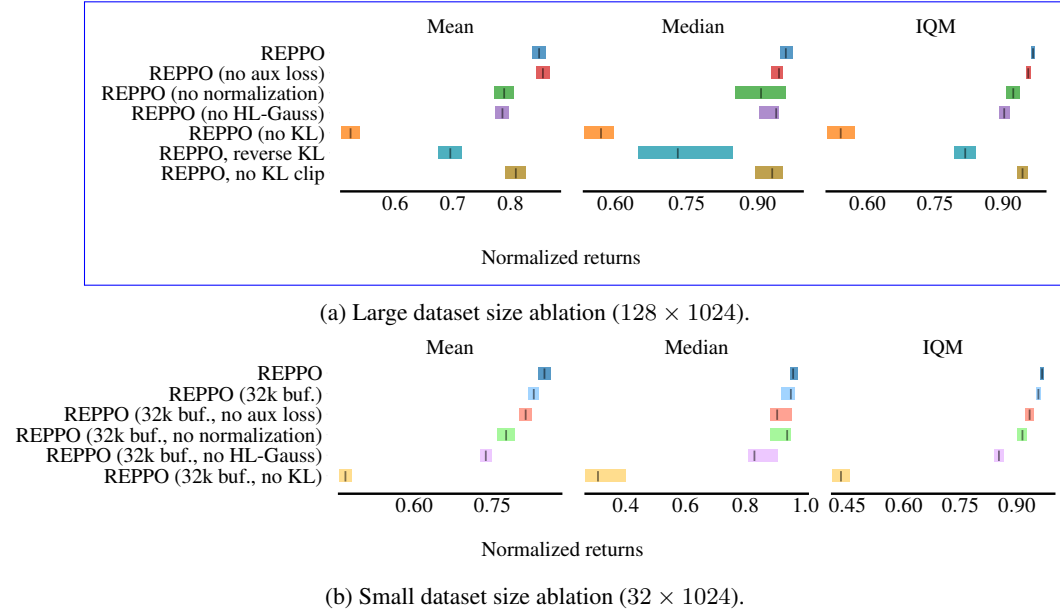 Mean Median IQM
REPPO
REPPO (no aux loss)
REPPO (no normalization)
REPPO (no HL-Gauss)
REPPO (no KL)
REPPO, reverse KL
REPPO, no KL clip
0.6 0.7 0.8 0.60 0.75 0.90 0.60 0.75 0.90
Normalized returns
(a) Large dataset size ablation (128 × 1024).
Mean Median IQM
REPPO
REPPO (32k buf.)
REPPO (32k buf., no aux loss)
REPPO (32k buf., no normalization)
REPPO (32k buf., no HL-Gauss)
REPPO (32k buf., no KL)
0.60 0.75 0.4 0.6 0.8 1.0 0.45 0.60 0.75 0.90
Normalized returns
(b) Small dataset size ablation (32 × 1024).